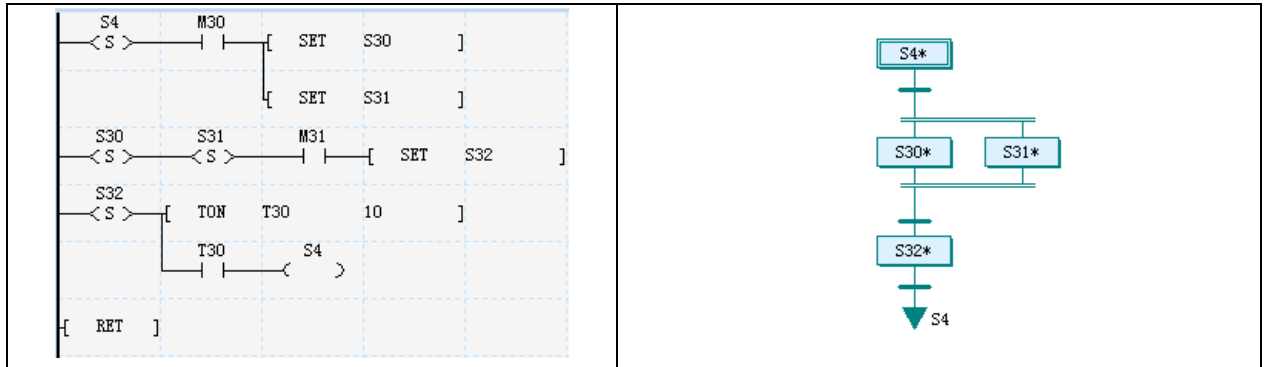 S4 M30
< S > [ SET S30 ]
[ SET S31 ]
S30 S31 M31
< S > < S > [ SET S32 ]
S32
< S > [ TON T30 10 ]
T30 S4
( )
[ RET ]
S4*
S30* S31*
S32*
S4